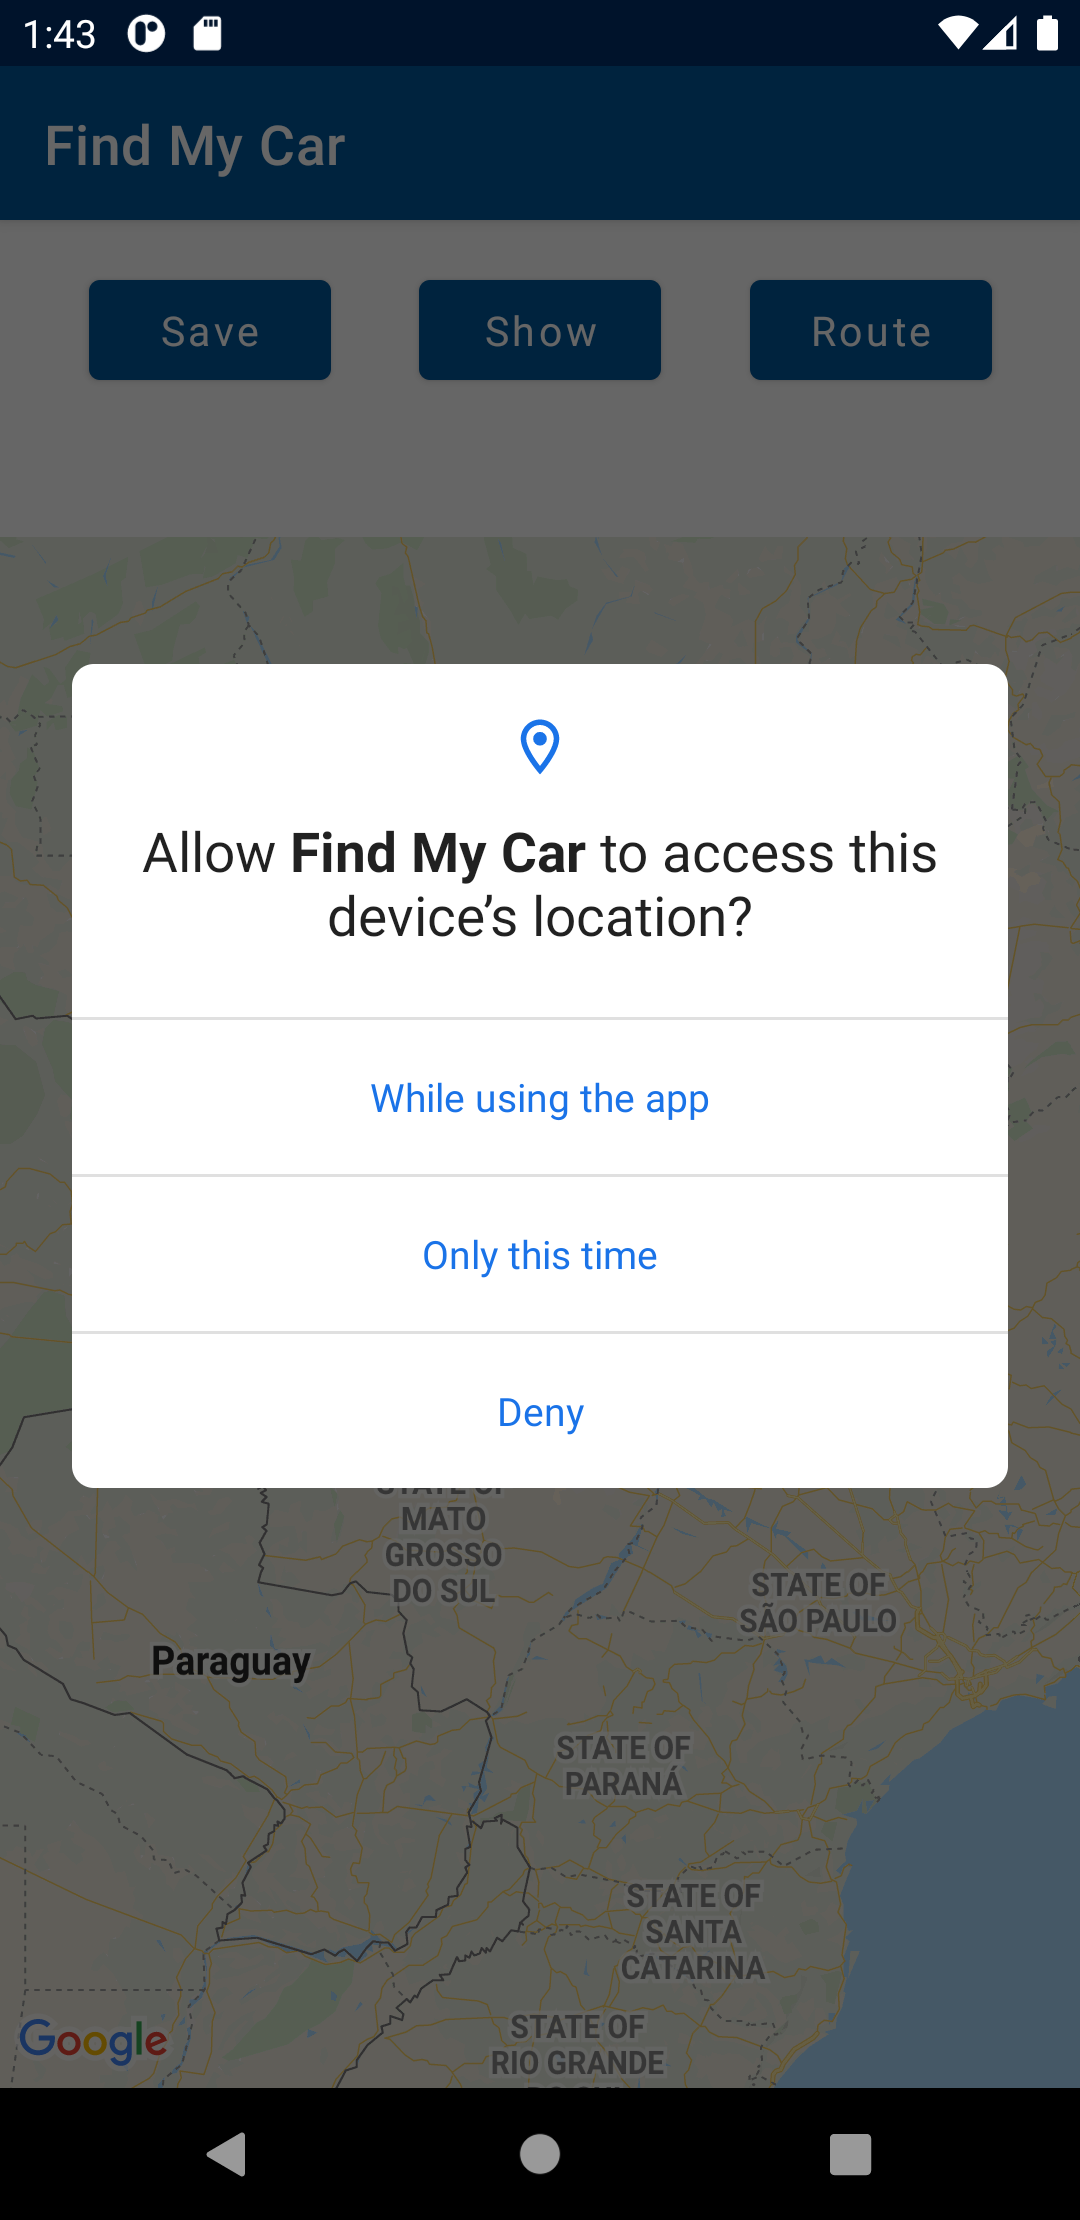 1:43
Find My Car
Save
Show
Route
Allow Find My Car to access this
device’s location?
While using the app
Only this time
Deny
STATE OF
MATO
GROSSO
DO SUL
STATE OF
SÃO PAULO
Paraguay
STATE OF
PARANÁ
STATE OF
SANTA
CATARINA
STATE OF
RIO GRANDE
Google